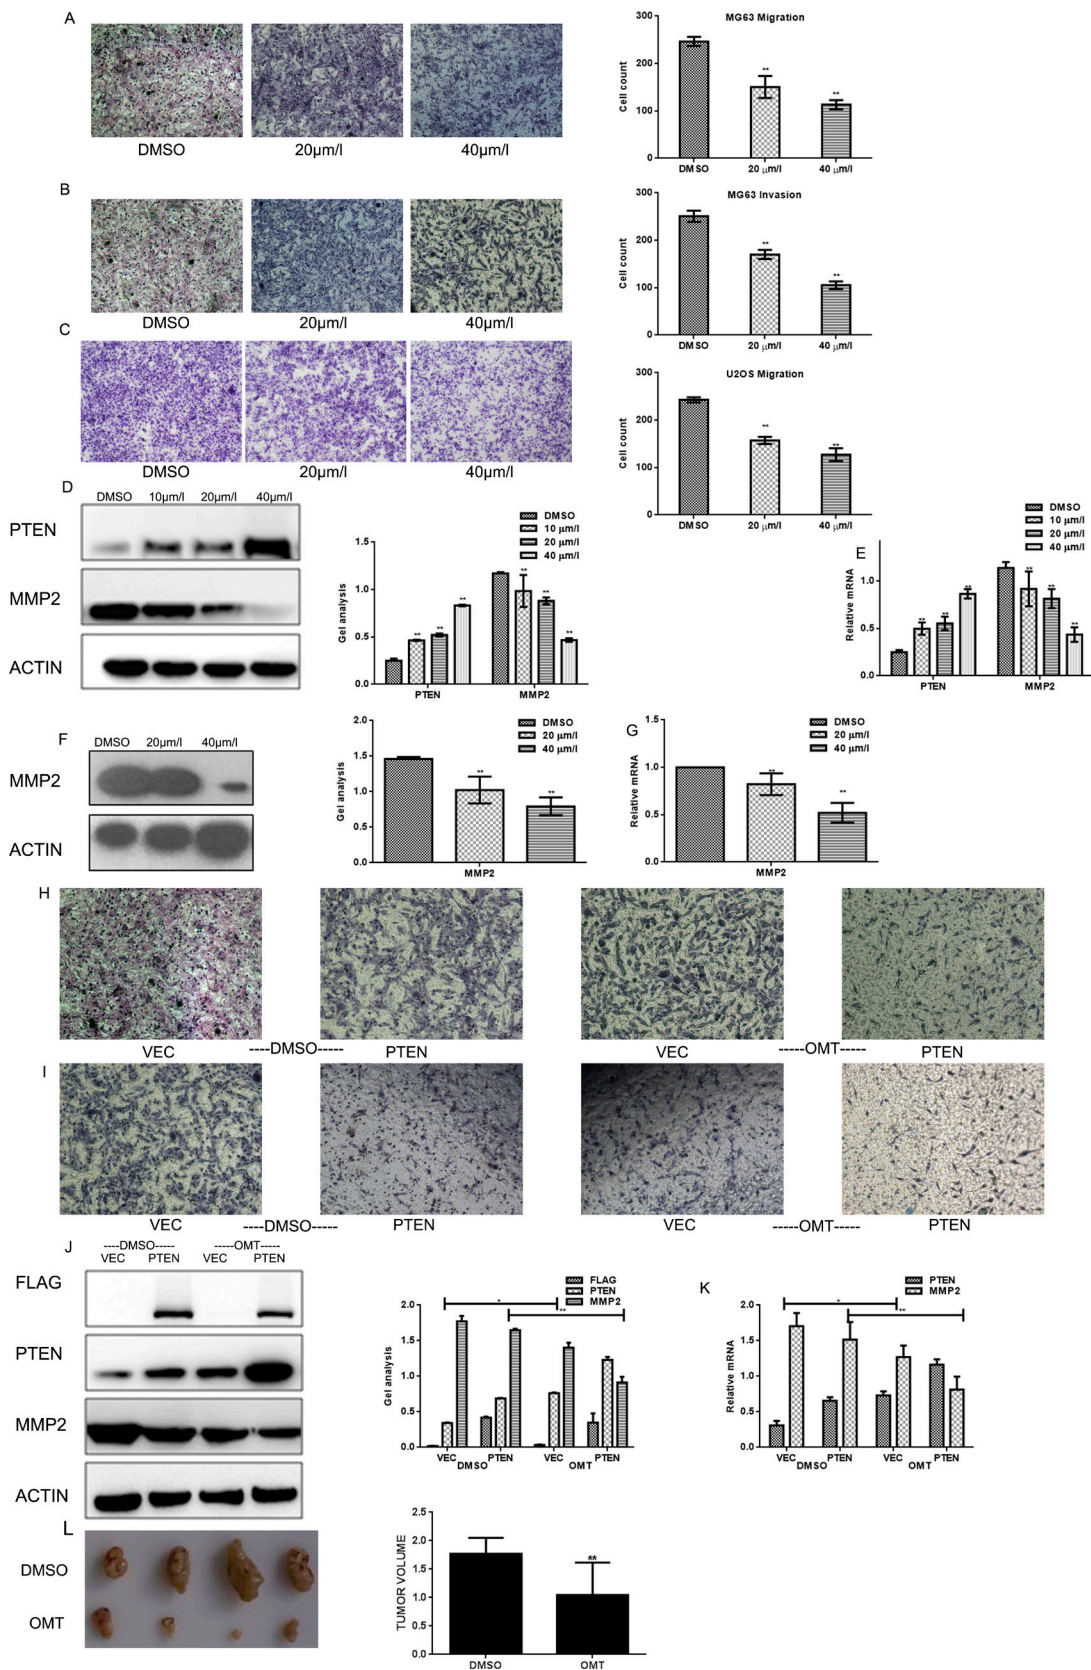 A
DMSO
20µm/l
40µm/l
MG63 Migration
Cell count
300
200
100
0
DMSO
20 µm/l
40 µm/l
**
**
B
DMSO
20µm/l
40µm/l
MG63 Invasion
Cell count
300
200
100
0
DMSO
20 µm/l
40 µm/l
**
**
C
DMSO
20µm/l
40µm/l
U2OS Migration
Cell count
300
200
100
0
DMSO
20 µm/l
40 µm/l
**
**
D
DMSO
10µm/l
20µm/l
40µm/l
PTEN
MMP2
ACTIN
DMSO
10 µm/l
20 µm/l
40 µm/l
Gel analysis
1.5
1.0
0.5
0.0
**
**
**
**
**
**
PTEN
MMP2
E
DMSO
10 µm/l
20 µm/l
40 µm/l
Relative mRNA
1.5
1.0
0.5
0.0
**
**
**
**
**
**
PTEN
MMP2
F
DMSO
20µm/l
40µm/l
MMP2
ACTIN
DMSO
20 µm/l
40 µm/l
Gel analysis
2.0
1.5
1.0
0.5
0.0
**
**
MMP2
G
DMSO
20 µm/l
40 µm/l
Relative mRNA
1.5
1.0
0.5
0.0
**
**
MMP2
H
VEC
----DMSO-----
PTEN
VEC
-----OMT-----
PTEN
I
VEC
----DMSO-----
PTEN
VEC
-----OMT-----
PTEN
J
----DMSO-----
-----OMT-----
VEC
PTEN
VEC
PTEN
FLAG
PTEN
MMP2
ACTIN
FLAG
PTEN
MMP2
Gel analysis
2.0
1.5
1.0
0.5
0.0
*
**
VEC
PTEN
VEC
PTEN
DMSO
OMT
K
PTEN
MMP2
Relative mRNA
2.0
1.5
1.0
0.5
0.0
*
**
VEC
PTEN
VEC
PTEN
DMSO
OMT
L
DMSO
OMT
TUMOR VOLUME
2.5
2.0
1.5
1.0
0.5
0.0
**
DMSO
OMT